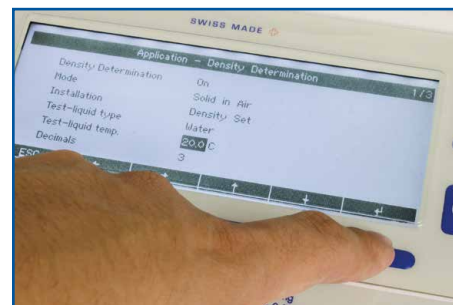 SWISS MADE
Application - Density Determination 1/3
Density Determination On
Mode Solid in Air
Installation Density Set
Test-liquid type Water
Test-liquid temp. 20.0 C
Decimals 3
ESC ↑ ↓ ↵